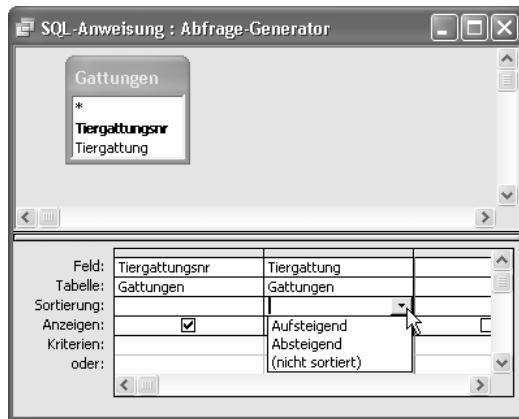 SQL-Anweisung : Abfrage-Generator
Gattungen
*
Tiergattungsnr
Tiergattung
Feld: Tiergattungsnr Tiergattung
Tabelle: Gattungen Gattungen
Sortierung:
Anzeigen: Aufsteigend
Kriterien: Absteigend
oder: (nicht sortiert)